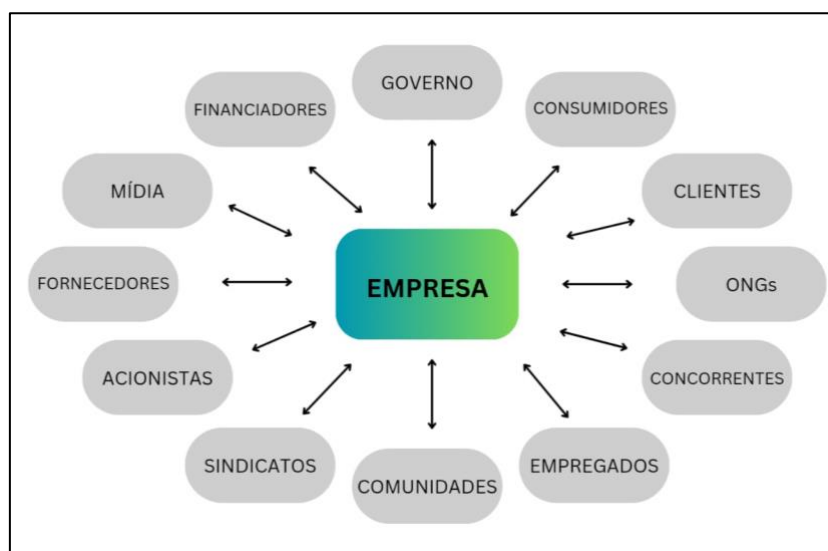 GOVERNO
FINANCIADORES
CONSUMIDORES
MÍDIA
CLIENTES
FORNECEDORES
EMPRESA
ONGs
ACIONISTAS
CONCORRENTES
SINDICATOS
EMPREGADOS
COMUNIDADES